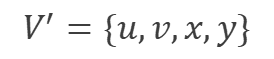 V′ = {u, v, x, y}